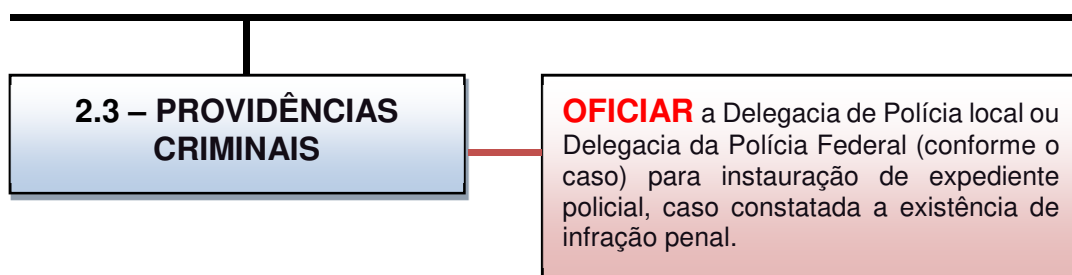 2.3 – PROVIDÊNCIAS
CRIMINAIS
OFICIAR a Delegacia de Polícia local ou
Delegacia da Polícia Federal (conforme o
caso) para instauração de expediente
policial, caso constatada a existência de
infração penal.